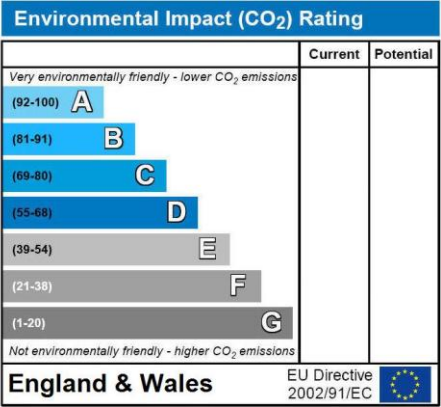 Environmental Impact (CO₂) Rating
Current Potential
Very environmentally friendly - lower CO₂ emissions
(92-100) A
(81-91) B
(69-80) C
(55-68) D
(39-54) E
(21-38) F
(1-20) G
Not environmentally friendly - higher CO₂ emissions
England & Wales
EU Directive
2002/91/EC